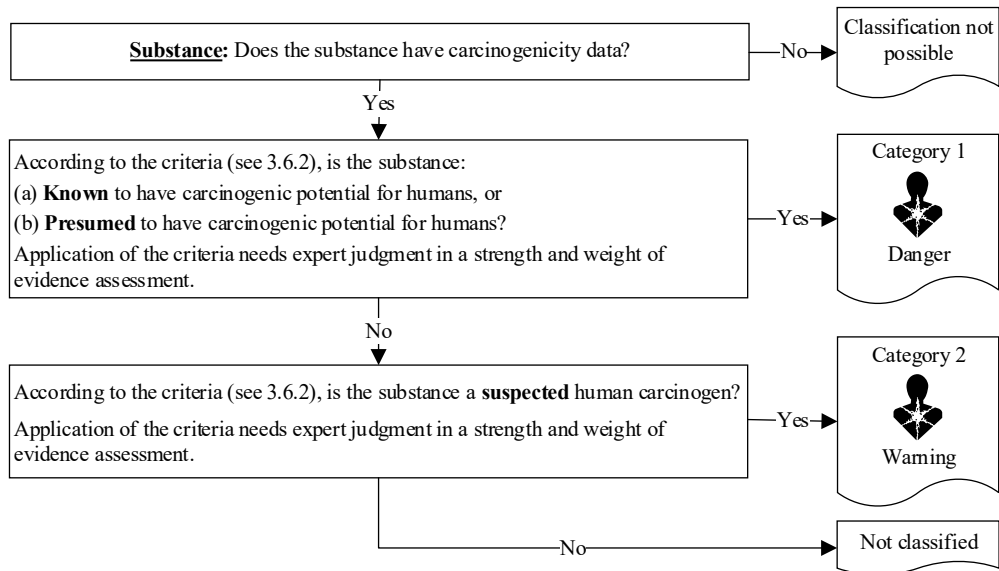 Substance: Does the substance have carcinogenicity data?
No
Classification not
possible
Yes
According to the criteria (see 3.6.2), is the substance:
(a) Known to have carcinogenic potential for humans, or
(b) Presumed to have carcinogenic potential for humans?
Application of the criteria needs expert judgment in a strength and weight of
evidence assessment.
Yes
Category 1
Danger
No
According to the criteria (see 3.6.2), is the substance a suspected human carcinogen?
Application of the criteria needs expert judgment in a strength and weight of
evidence assessment.
Yes
Category 2
Warning
No
Not classified